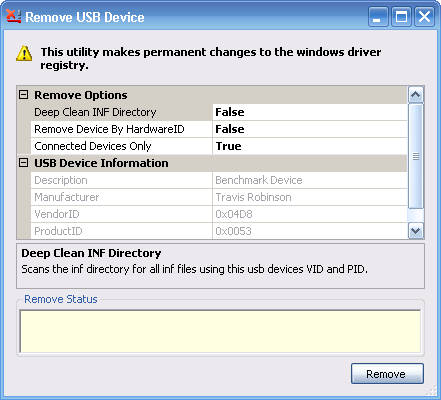 Remove USB Device
This utility makes permanent changes to the windows driver
registry.
Remove Options
Deep Clean INF Directory False
Remove Device By HardwareID False
Connected Devices Only True
USB Device Information
Description Benchmark Device
Manufacturer Travis Robinson
VendorID 0x04D8
ProductID 0x0053
Deep Clean INF Directory
Scans the inf directory for all inf files using this usb devices VID and PID.
Remove Status
Remove